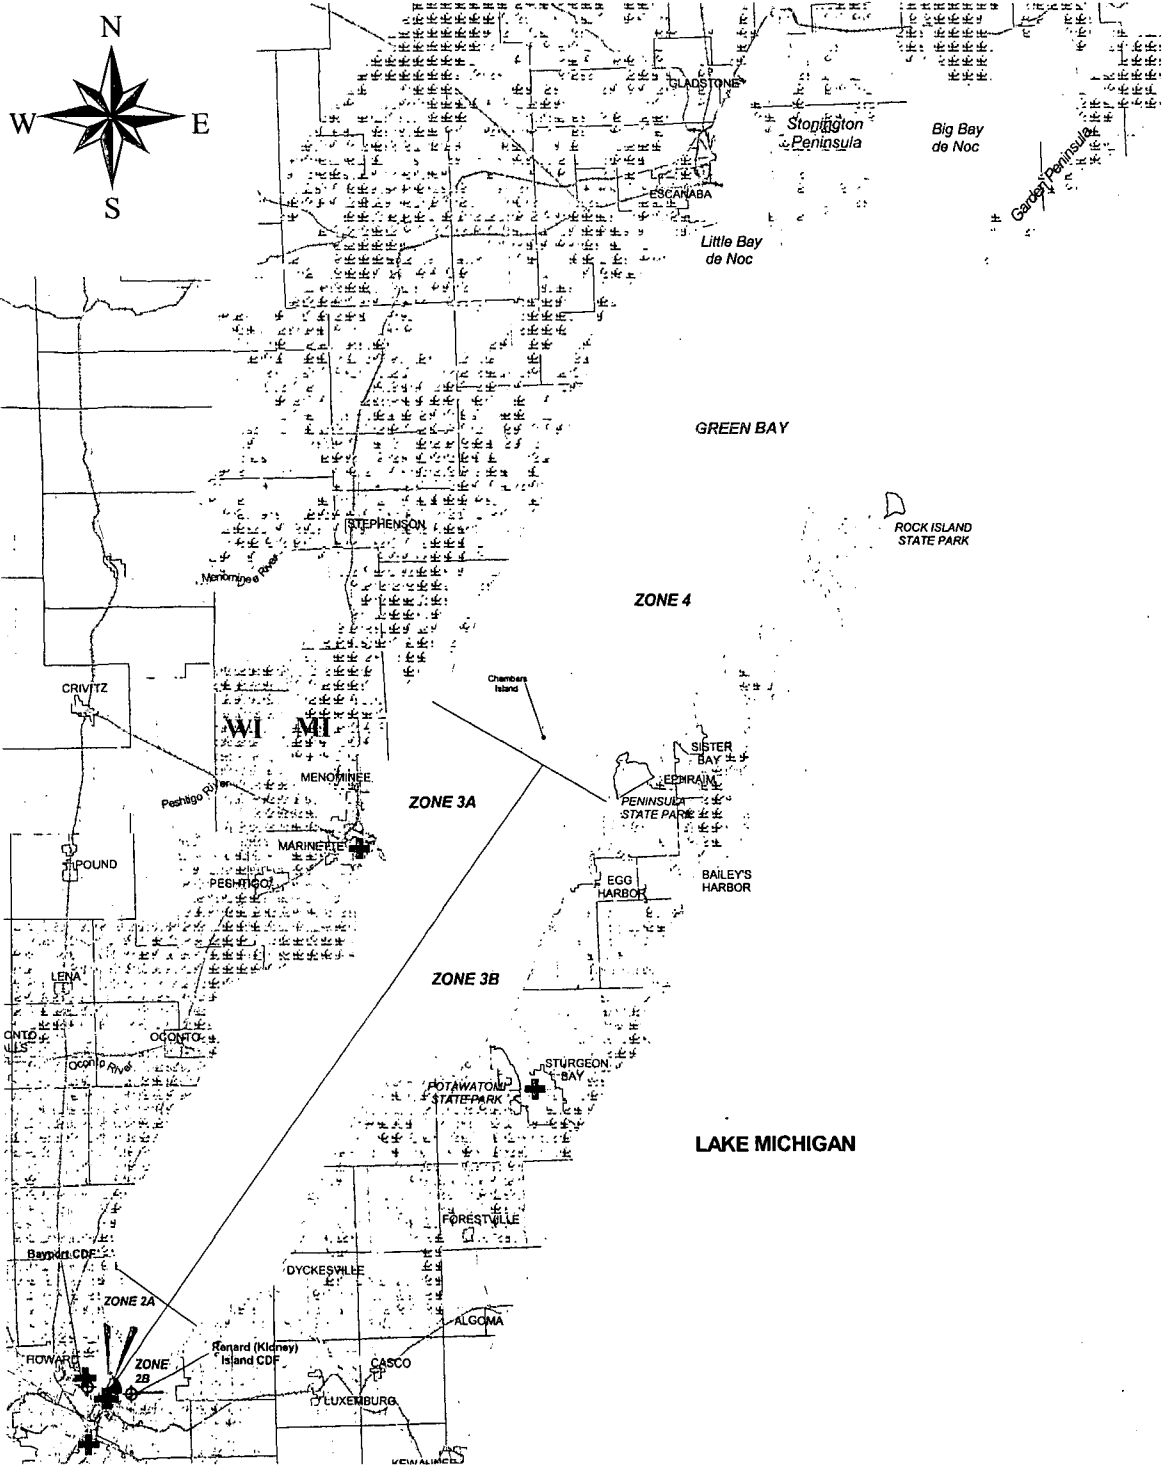 N
W
E
S
GLADSTONE
Stonington
Peninsula
Big Bay
de Noc
Garden Peninsula
ESCANABA
Little Bay
de Noc
GREEN BAY
ROCK ISLAND
STATE PARK
STEPHENSON
Menominee River
ZONE 4
Chambers
Island
CRIVITZ
WI
MI
SISTER
BAY
MENOMINEE
EPHRAIM
Peshtigo River
ZONE 3A
PENINSULA
STATE PARK
MARINETTE
POUND
PESHTIGO
EGG
HARBOR
BAILEY'S
HARBOR
LENA
ZONE 3B
ONTO
LLS
OCONTO
Oconto River
STURGEON
BAY
POTAWATOMI
STATE PARK
LAKE MICHIGAN
FORESTVILLE
Bayport CDF
DYCKESVILLE
ZONE 2A
ALGOMA
Renard (Kidney)
Island CDF
HOWARD
ZONE
2B
CASCO
LUXEMBURG
KEWAUNEE